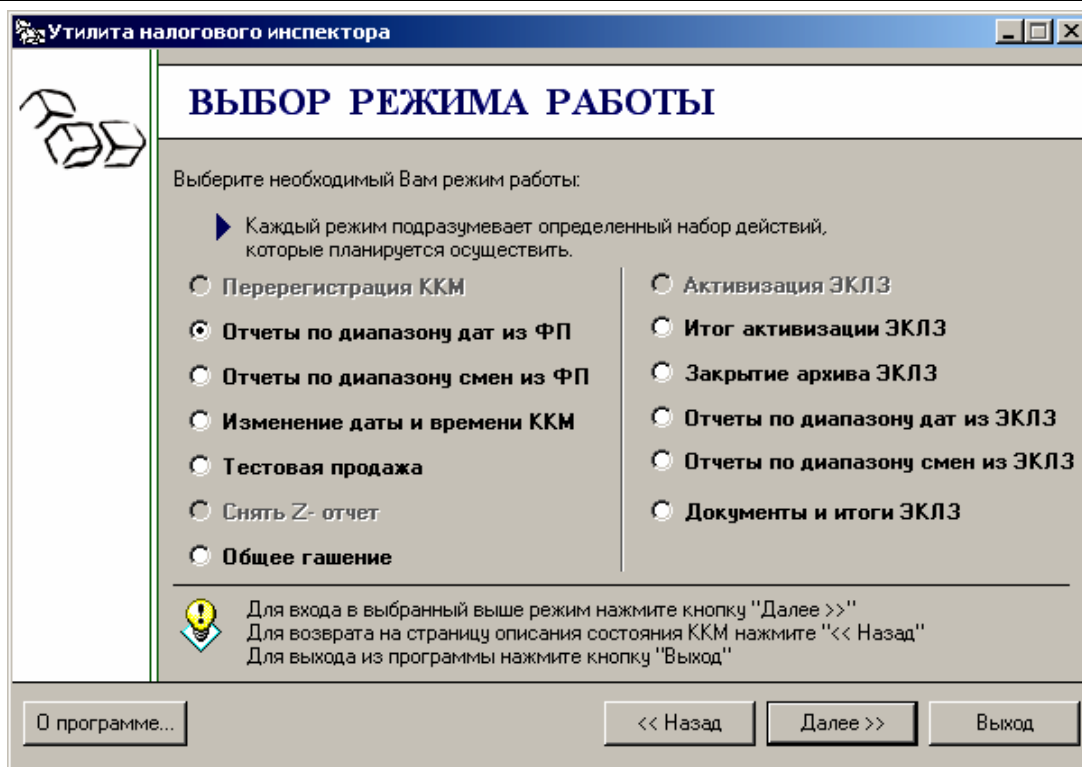 Утилита налогового инспектора
ВЫБОР РЕЖИМА РАБОТЫ
Выберите необходимый Вам режим работы:
Каждый режим подразумевает определенный набор действий,
которые планируется осуществить.
Перерегистрация ККМ
Отчеты по диапазону дат из ФП
Отчеты по диапазону смен из ФП
Изменение даты и времени ККМ
Тестовая продажа
Снять Z- отчет
Общее гашение
Активизация ЭКЛЗ
Итог активизации ЭКЛЗ
Закрытие архива ЭКЛЗ
Отчеты по диапазону дат из ЭКЛЗ
Отчеты по диапазону смен из ЭКЛЗ
Документы и итоги ЭКЛЗ
Для входа в выбранный выше режим нажмите кнопку "Далее >>"
Для возврата на страницу описания состояния ККМ нажмите "<< Назад"
Для выхода из программы нажмите кнопку "Выход"
О программе...
<< Назад
Далее >>
Выход